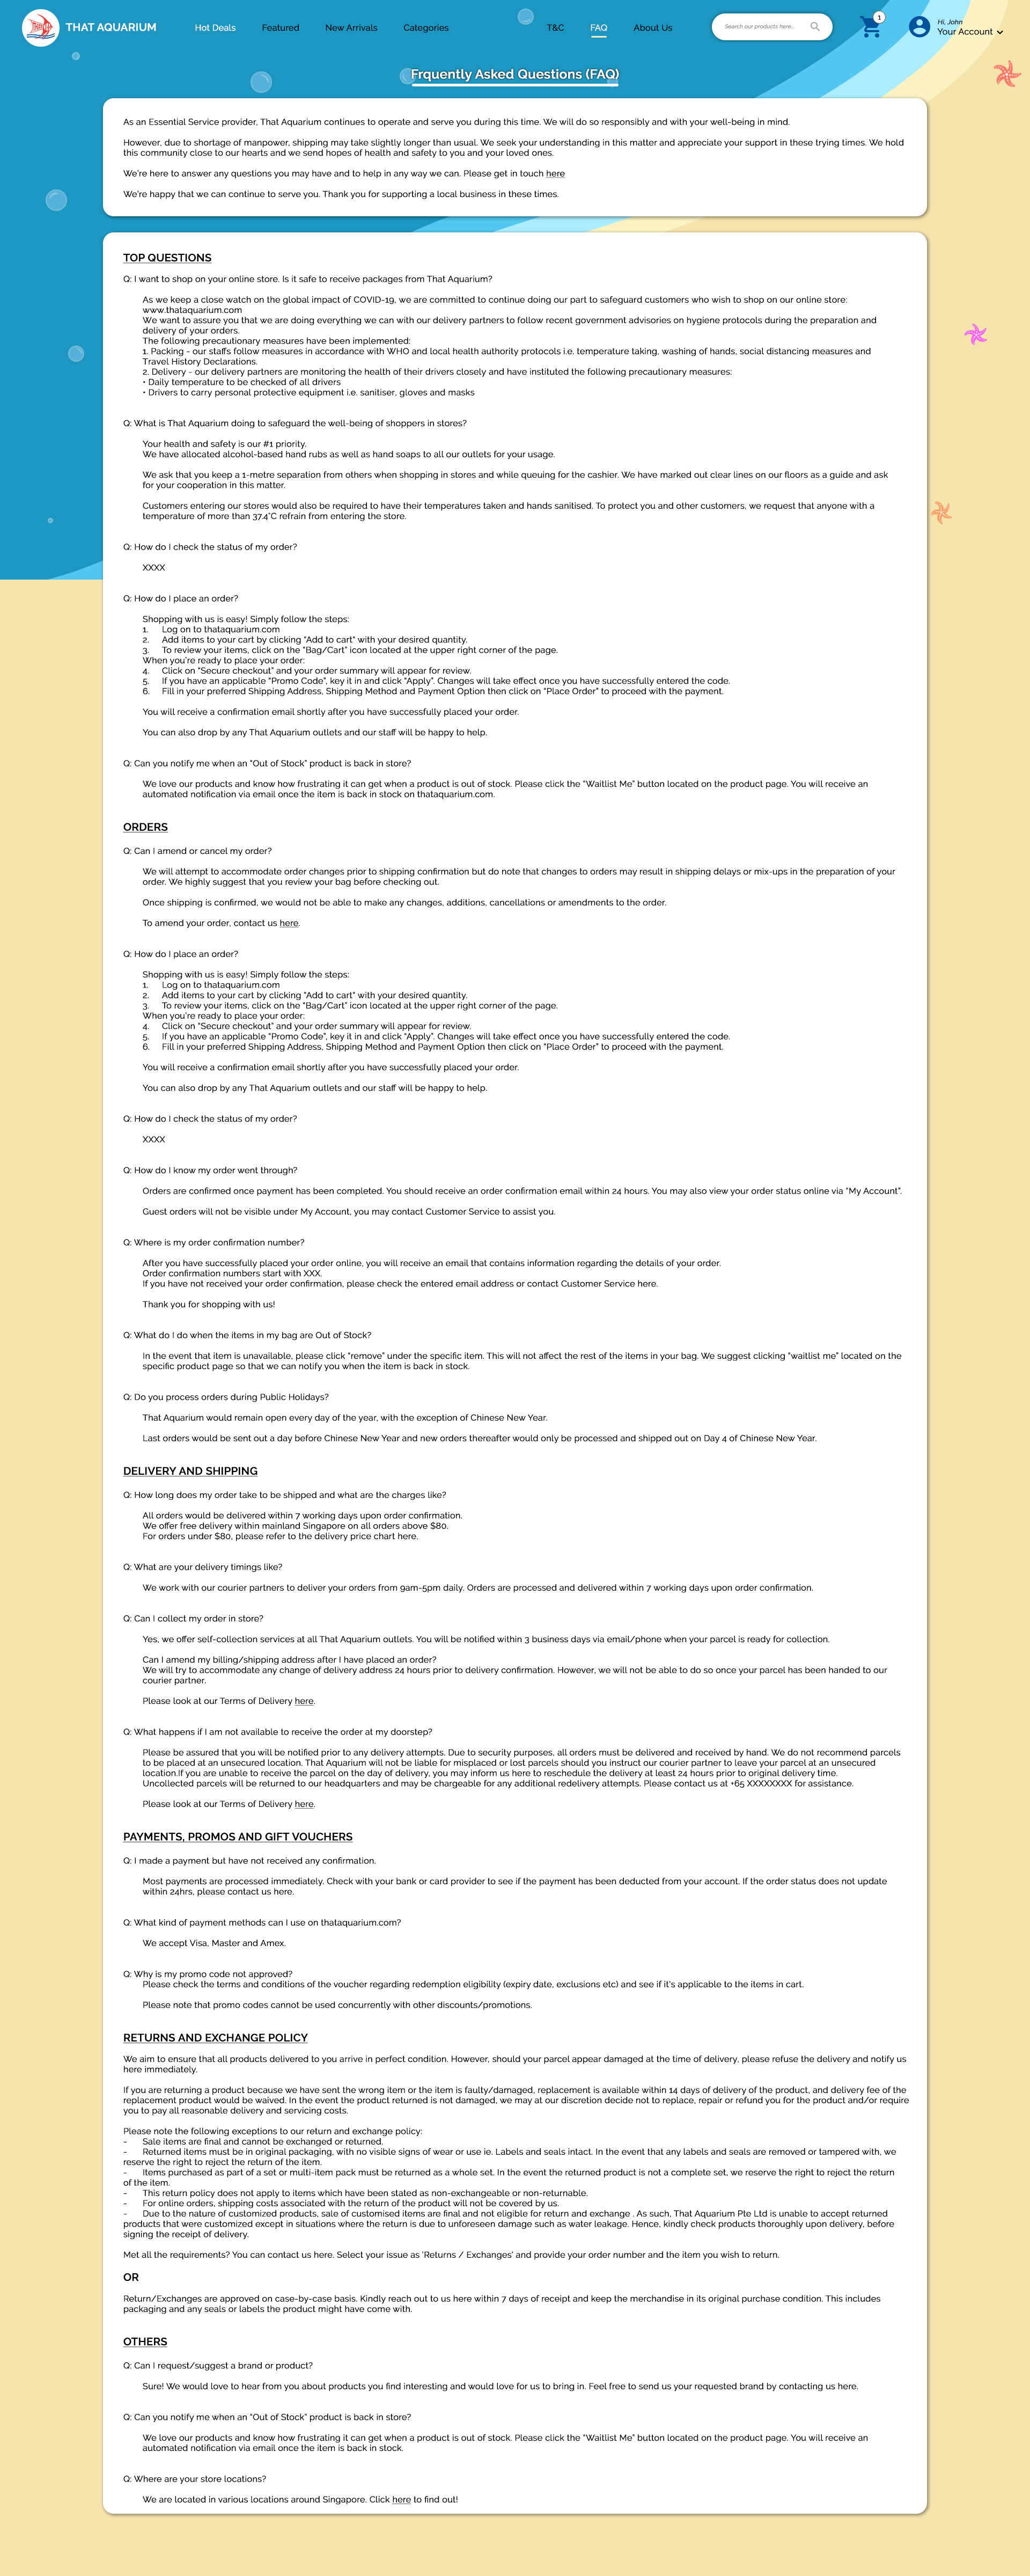 THAT AQUARIUM
Hot Deals
Featured
New Arrivals
Categories
T&C
FAQ
About Us
Search our products here...
1
Hi, John
Your Account
Frquently Asked Questions (FAQ)
As an Essential Service provider, That Aquarium continues to operate and serve you during this time. We will do so responsibly and with your well-being in mind.
However, due to shortage of manpower, shipping may take slightly longer than usual. We seek your understanding in this matter and appreciate your support in these trying times. We hold
this community close to our hearts and we send hopes of health and safety to you and your loved ones.
We're here to answer any questions you may have and to help in any way we can. Please get in touch here
We're happy that we can continue to serve you. Thank you for supporting a local business in these times.
TOP QUESTIONS
Q: I want to shop on your online store. Is it safe to receive packages from That Aquarium?
As we keep a close watch on the global impact of COVID-19, we are committed to continue doing our part to safeguard customers who wish to shop on our online store:
www.thataquarium.com
We want to assure you that we are doing everything we can with our delivery partners to follow recent government advisories on hygiene protocols during the preparation and
delivery of your orders.
The following precautionary measures have been implemented:
1. Packing - our staffs follow measures in accordance with WHO and local health authority protocols i.e. temperature taking, washing of hands, social distancing measures and
Travel History Declarations.
2. Delivery - our delivery partners are monitoring the health of their drivers closely and have instituted the following precautionary measures:
• Daily temperature to be checked of all drivers
• Drivers to carry personal protective equipment i.e. sanitiser, gloves and masks
Q: What is That Aquarium doing to safeguard the well-being of shoppers in stores?
Your health and safety is our #1 priority.
We have allocated alcohol-based hand rubs as well as hand soaps to all our outlets for your usage.
We ask that you keep a 1-metre separation from others when shopping in stores and while queuing for the cashier. We have marked out clear lines on our floors as a guide and ask
for your cooperation in this matter.
Customers entering our stores would also be required to have their temperatures taken and hands sanitised. To protect you and other customers, we request that anyone with a
temperature of more than 37.4°C refrain from entering the store.
Q: How do I check the status of my order?
XXXX
Q: How do I place an order?
Shopping with us is easy! Simply follow the steps:
1. Log on to thataquarium.com
2. Add items to your cart by clicking "Add to cart" with your desired quantity.
3. To review your items, click on the "Bag/Cart" icon located at the upper right corner of the page.
When you're ready to place your order:
4. Click on "Secure checkout" and your order summary will appear for review.
5. If you have an applicable "Promo Code", key it in and click "Apply". Changes will take effect once you have successfully entered the code.
6. Fill in your preferred Shipping Address, Shipping Method and Payment Option then click on "Place Order" to proceed with the payment.
You will receive a confirmation email shortly after you have successfully placed your order.
You can also drop by any That Aquarium outlets and our staff will be happy to help.
Q: Can you notify me when an "Out of Stock" product is back in store?
We love our products and know how frustrating it can get when a product is out of stock. Please click the "Waitlist Me" button located on the product page. You will receive an
automated notification via email once the item is back in stock on thataquarium.com.
ORDERS
Q: Can I amend or cancel my order?
We will attempt to accommodate order changes prior to shipping confirmation but do note that changes to orders may result in shipping delays or mix-ups in the preparation of your
order. We highly suggest that you review your bag before checking out.
Once shipping is confirmed, we would not be able to make any changes, additions, cancellations or amendments to the order.
To amend your order, contact us here.
Q: How do I place an order?
Shopping with us is easy! Simply follow the steps:
1. Log on to thataquarium.com
2. Add items to your cart by clicking "Add to cart" with your desired quantity.
3. To review your items, click on the "Bag/Cart" icon located at the upper right corner of the page.
When you're ready to place your order:
4. Click on "Secure checkout" and your order summary will appear for review.
5. If you have an applicable "Promo Code", key it in and click "Apply". Changes will take effect once you have successfully entered the code.
6. Fill in your preferred Shipping Address, Shipping Method and Payment Option then click on "Place Order" to proceed with the payment.
You will receive a confirmation email shortly after you have successfully placed your order.
You can also drop by any That Aquarium outlets and our staff will be happy to help.
Q: How do I check the status of my order?
XXXX
Q: How do I know my order went through?
Orders are confirmed once payment has been completed. You should receive an order confirmation email within 24 hours. You may also view your order status online via "My Account".
Guest orders will not be visible under My Account, you may contact Customer Service to assist you.
Q: Where is my order confirmation number?
After you have successfully placed your order online, you will receive an email that contains information regarding the details of your order.
Order confirmation numbers start with XXX.
If you have not received your order confirmation, please check the entered email address or contact Customer Service here.
Thank you for shopping with us!
Q: What do I do when the items in my bag are Out of Stock?
In the event that item is unavailable, please click "remove" under the specific item. This will not affect the rest of the items in your bag. We suggest clicking "waitlist me" located on the
specific product page so that we can notify you when the item is back in stock.
Q: Do you process orders during Public Holidays?
That Aquarium would remain open every day of the year, with the exception of Chinese New Year.
Last orders would be sent out a day before Chinese New Year and new orders thereafter would only be processed and shipped out on Day 4 of Chinese New Year.
DELIVERY AND SHIPPING
Q: How long does my order take to be shipped and what are the charges like?
All orders would be delivered within 7 working days upon order confirmation.
We offer free delivery within mainland Singapore on all orders above $80.
For orders under $80, please refer to the delivery price chart here.
Q: What are your delivery timings like?
We work with our courier partners to deliver your orders from 9am-5pm daily. Orders are processed and delivered within 7 working days upon order confirmation.
Q: Can I collect my order in store?
Yes, we offer self-collection services at all That Aquarium outlets. You will be notified within 3 business days via email/phone when your parcel is ready for collection.
Can I amend my billing/shipping address after I have placed an order?
We will try to accommodate any change of delivery address 24 hours prior to delivery confirmation. However, we will not be able to do so once your parcel has been handed to our
courier partner.
Please look at our Terms of Delivery here.
Q: What happens if I am not available to receive the order at my doorstep?
Please be assured that you will be notified prior to any delivery attempts. Due to security purposes, all orders must be delivered and received by hand. We do not recommend parcels
to be placed at an unsecured location. That Aquarium will not be liable for misplaced or lost parcels should you instruct our courier partner to leave your parcel at an unsecured
location.If you are unable to receive the parcel on the day of delivery, you may inform us here to reschedule the delivery at least 24 hours prior to original delivery time.
Uncollected parcels will be returned to our headquarters and may be chargeable for any additional redelivery attempts. Please contact us at +65 XXXXXXXX for assistance.
Please look at our Terms of Delivery here.
PAYMENTS, PROMOS AND GIFT VOUCHERS
Q: I made a payment but have not received any confirmation.
Most payments are processed immediately. Check with your bank or card provider to see if the payment has been deducted from your account. If the order status does not update
within 24hrs, please contact us here.
Q: What kind of payment methods can I use on thataquarium.com?
We accept Visa, Master and Amex.
Q: Why is my promo code not approved?
Please check the terms and conditions of the voucher regarding redemption eligibility (expiry date, exclusions etc) and see if it's applicable to the items in cart.
Please note that promo codes cannot be used concurrently with other discounts/promotions.
RETURNS AND EXCHANGE POLICY
We aim to ensure that all products delivered to you arrive in perfect condition. However, should your parcel appear damaged at the time of delivery, please refuse the delivery and notify us
here immediately.
If you are returning a product because we have sent the wrong item or the item is faulty/damaged, replacement is available within 14 days of delivery of the product, and delivery fee of the
replacement product would be waived. In the event the product returned is not damaged, we may at our discretion decide not to replace, repair or refund you for the product and/or require
you to pay all reasonable delivery and servicing costs.
Please note the following exceptions to our return and exchange policy:
- Sale items are final and cannot be exchanged or returned.
- Returned items must be in original packaging, with no visible signs of wear or use ie. Labels and seals intact. In the event that any labels and seals are removed or tampered with, we
reserve the right to reject the return of the item.
- Items purchased as part of a set or multi-item pack must be returned as a whole set. In the event the returned product is not a complete set, we reserve the right to reject the return
of the item.
- This return policy does not apply to items which have been stated as non-exchangeable or non-returnable.
- For online orders, shipping costs associated with the return of the product will not be covered by us.
- Due to the nature of customized products, sale of customised items are final and not eligible for return and exchange . As such, That Aquarium Pte Ltd is unable to accept returned
products that were customized except in situations where the return is due to unforeseen damage such as water leakage. Hence, kindly check products thoroughly upon delivery, before
signing the receipt of delivery.
Met all the requirements? You can contact us here. Select your issue as 'Returns / Exchanges' and provide your order number and the item you wish to return.
OR
Return/Exchanges are approved on case-by-case basis. Kindly reach out to us here within 7 days of receipt and keep the merchandise in its original purchase condition. This includes
packaging and any seals or labels the product might have come with.
OTHERS
Q: Can I request/suggest a brand or product?
Sure! We would love to hear from you about products you find interesting and would love for us to bring in. Feel free to send us your requested brand by contacting us here.
Q: Can you notify me when an "Out of Stock" product is back in store?
We love our products and know how frustrating it can get when a product is out of stock. Please click the "Waitlist Me" button located on the product page. You will receive an
automated notification via email once the item is back in stock.
Q: Where are your store locations?
We are located in various locations around Singapore. Click here to find out!